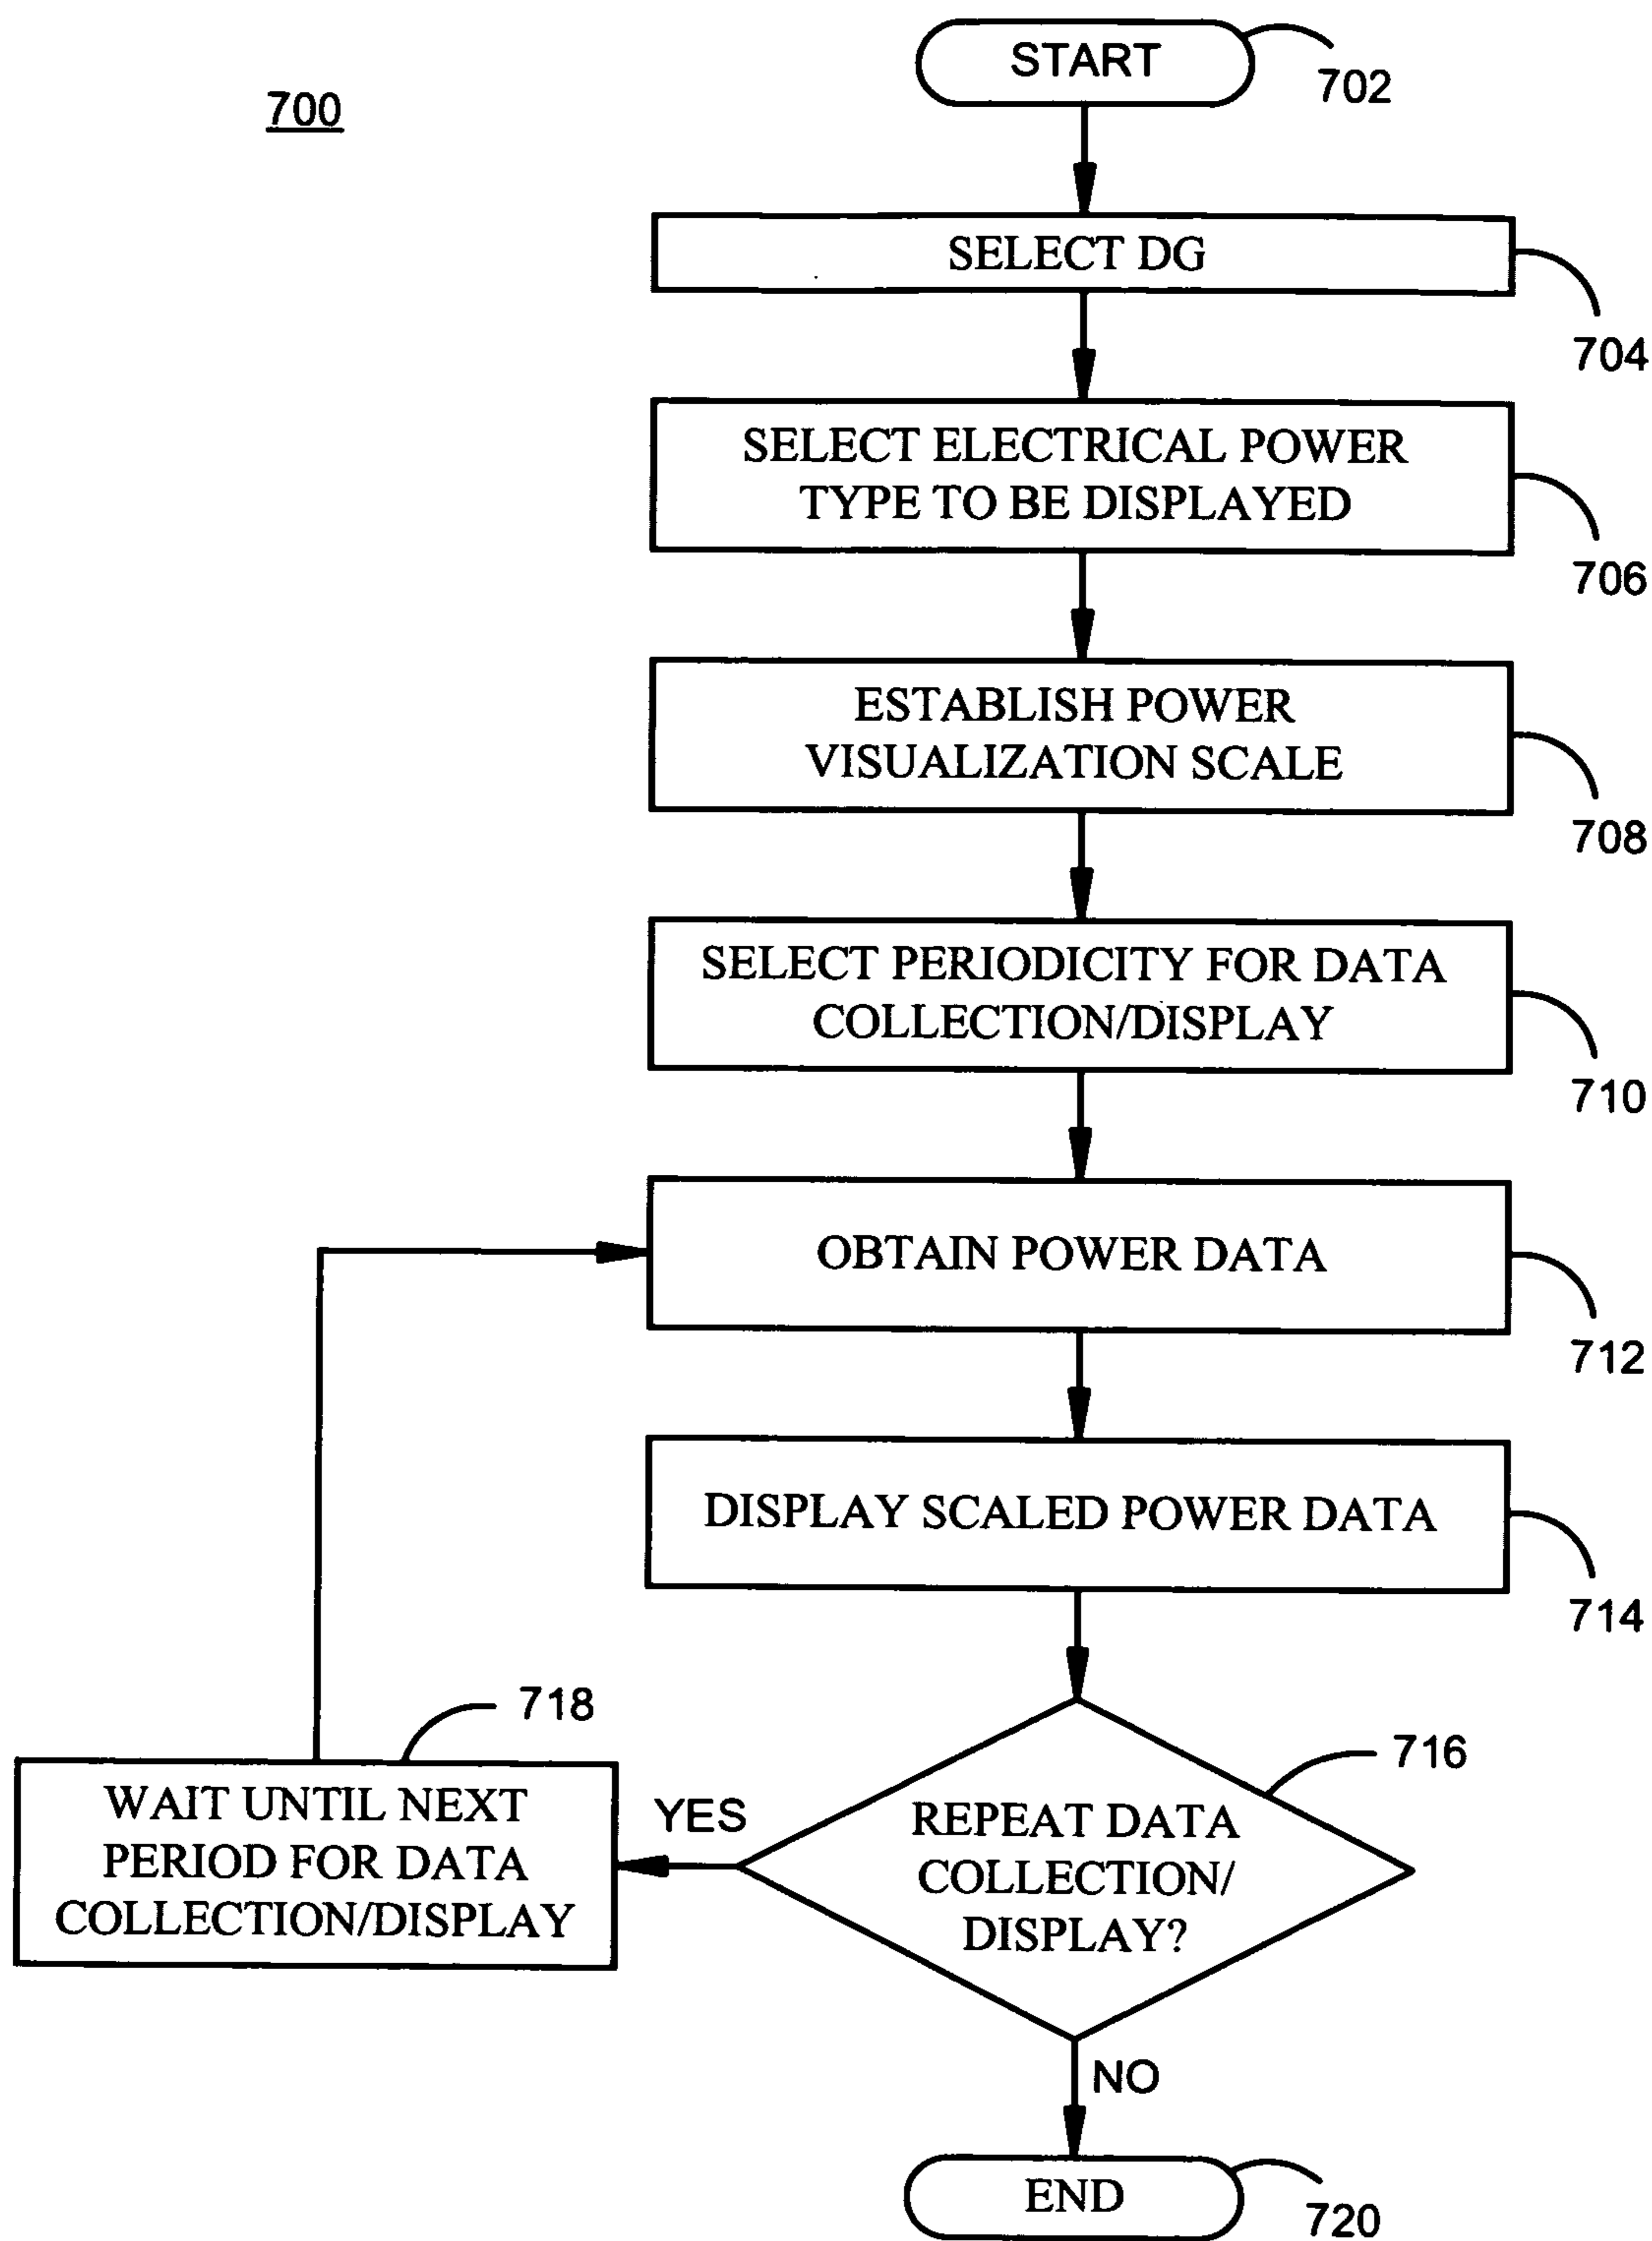 700
START
702
SELECT DG
704
SELECT ELECTRICAL POWER
TYPE TO BE DISPLAYED
706
ESTABLISH POWER
VISUALIZATION SCALE
708
SELECT PERIODICITY FOR DATA
COLLECTION/DISPLAY
710
OBTAIN POWER DATA
712
DISPLAY SCALED POWER DATA
714
716
REPEAT DATA
COLLECTION/
DISPLAY?
YES
718
WAIT UNTIL NEXT
PERIOD FOR DATA
COLLECTION/DISPLAY
NO
END
720